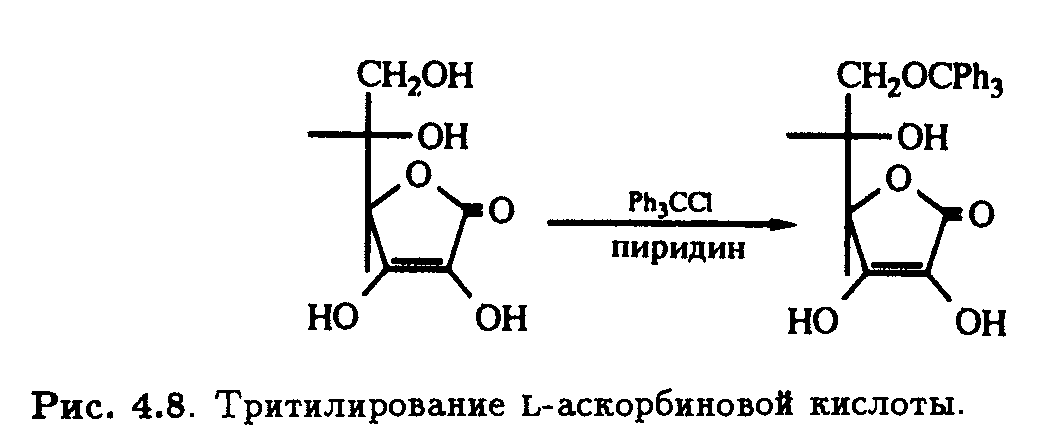 CH₂OH
OH
O
O
HO
OH
Ph₃CCl
пиридин
CH₂OCPh₃
OH
O
O
HO
OH
Рис. 4.8. Тритилирование L-аскорбиновой кислоты.